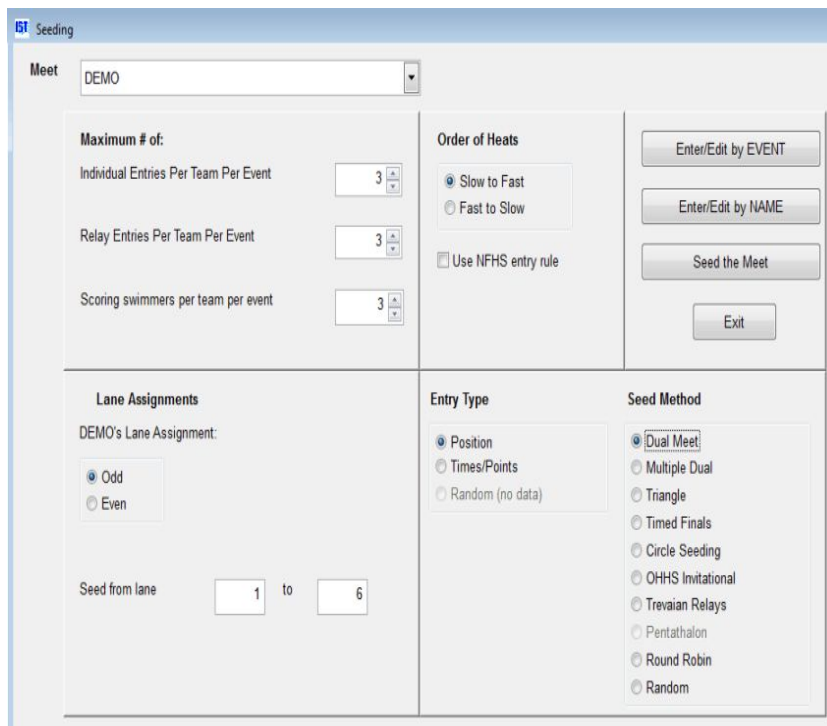 IST Seeding
Meet DEMO
Maximum # of:
Individual Entries Per Team Per Event 3
Relay Entries Per Team Per Event 3
Scoring swimmers per team per event 3
Order of Heats
Slow to Fast
Fast to Slow
Use NFHS entry rule
Enter/Edit by EVENT
Enter/Edit by NAME
Seed the Meet
Exit
Lane Assignments
DEMO's Lane Assignment:
Odd
Even
Seed from lane 1 to 6
Entry Type
Position
Times/Points
Random (no data)
Seed Method
Dual Meet
Multiple Dual
Triangle
Timed Finals
Circle Seeding
OHHS Invitational
Trevaian Relays
Pentathalon
Round Robin
Random